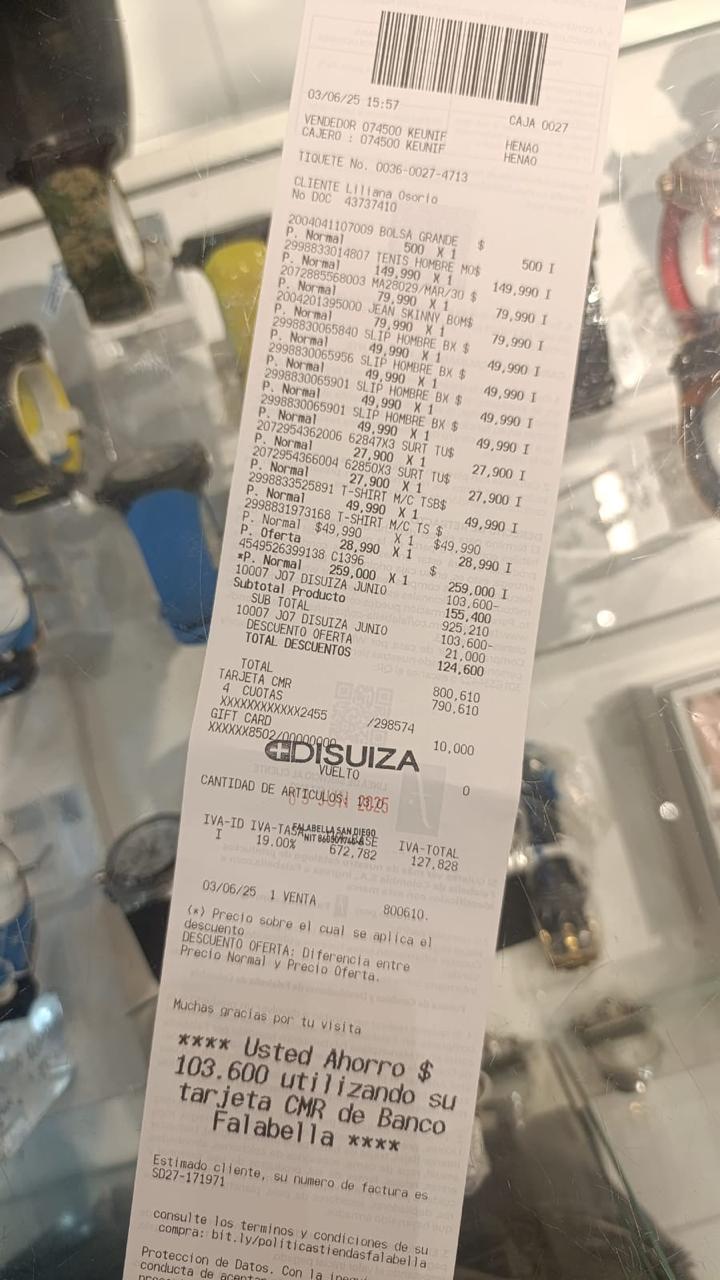 03/06/25 15:57
CAJA 0027
VENDEDOR 074500 KEUNIF HENAO
CAJERO : 074500 KEUNIF HENAO
TIQUETE No. 0036-0027-4713
CLIENTE Liliana Osorio
No DOC 43737410
2004041107009 BOLSA GRANDE $
P. Normal 500 X 1 500 I
2998833014807 TENIS HOMBRE MO$
P. Normal 149,990 X 1 149,990 I
2072885568003 MA28029/MAR/30 $
P. Normal 79,990 X 1 79,990 I
2004201395000 JEAN SKINNY BOM$
P. Normal 79,990 X 1 79,990 I
2998830065840 SLIP HOMBRE BX $
P. Normal 49,990 X 1 49,990 I
2998830065956 SLIP HOMBRE BX $
P. Normal 49,990 X 1 49,990 I
2998830065901 SLIP HOMBRE BX $
P. Normal 49,990 X 1
2998830065901 SLIP HOMBRE BX $
P. Normal 49,990 X 1 49,990 I
2072954362006 62847X3 SURT TU$
P. Normal 27,900 X 1 27,900 I
2072954366004 62850X3 SURT TU$
P. Normal 27,900 X 1 27,900 I
2998833525891 T-SHIRT M/C TSB$
P. Normal 49,990 X 1 49,990 I
2998831973168 T-SHIRT M/C TS $
P. Normal $49,990 X 1 $49,990
P. Oferta 28,990 X 1 28,990 I
4549526399138 C1396 $
*P. Normal 259,000 X 1 259,000 I
10007 J07 DISUIZA JUNIO 103,600-
Subtotal Producto 155,400
SUB TOTAL 925,210
10007 J07 DISUIZA JUNIO 103,600-
DESCUENTO OFERTA 21,000
TOTAL DESCUENTOS 124,600
TOTAL 800,610
TARJETA CMR 790,610
4 CUOTAS
XXXXXXXXXXXX2455 /298574
GIFT CARD 10,000
XXXXXX8502/00000000
DISUIZA
VUELTO 0
CANTIDAD DE ARTICULOS: 13.0
JUN 2025
FALABELLA SAN DIEGO
IVA-ID IVA-TASA IVA-TOTAL
I 19.00% 672,782 127,828
03/06/25 1 VENTA 800610.
(*) Precio sobre el cual se aplica el
descuento
DESCUENTO OFERTA: Diferencia entre
Precio Normal y Precio Oferta.
Muchas gracias por tu visita
**** Usted Ahorro $
103.600 utilizando su
tarjeta CMR de Banco
Falabella ****
Estimado cliente, su numero de factura es
SD27-171971
consulte los terminos y condiciones de su
compra: bit.ly/politicastiendasfalabella
Proteccion de Datos. Con la
conducta de